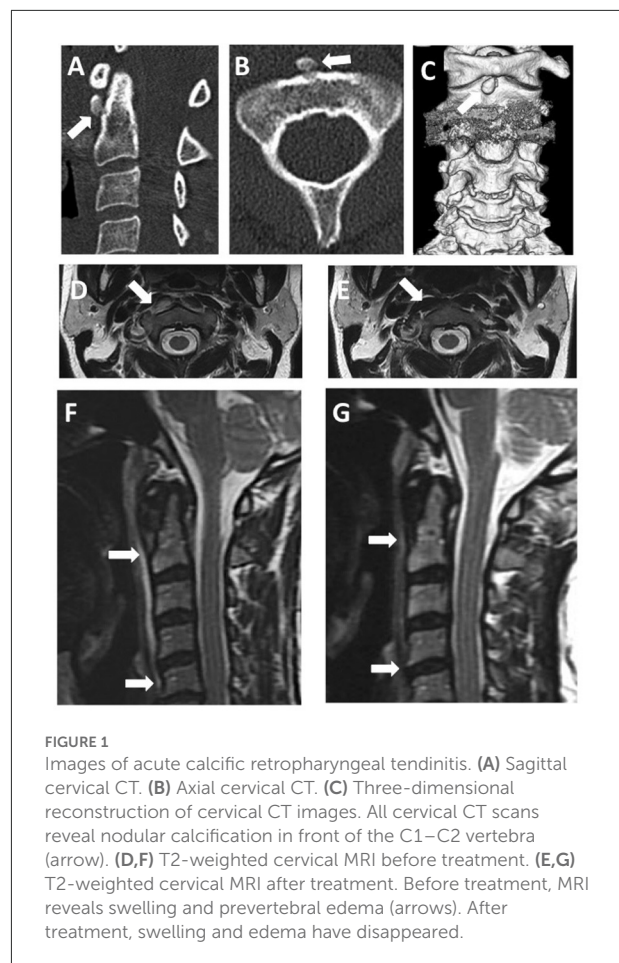 A
B
C
D
E
F
G
FIGURE 1
Images of acute calcific retropharyngeal tendinitis. (A) Sagittal
cervical CT. (B) Axial cervical CT. (C) Three-dimensional
reconstruction of cervical CT images. All cervical CT scans
reveal nodular calcification in front of the C1–C2 vertebra
(arrow). (D,F) T2-weighted cervical MRI before treatment. (E,G)
T2-weighted cervical MRI after treatment. Before treatment, MRI
reveals swelling and prevertebral edema (arrows). After
treatment, swelling and edema have disappeared.